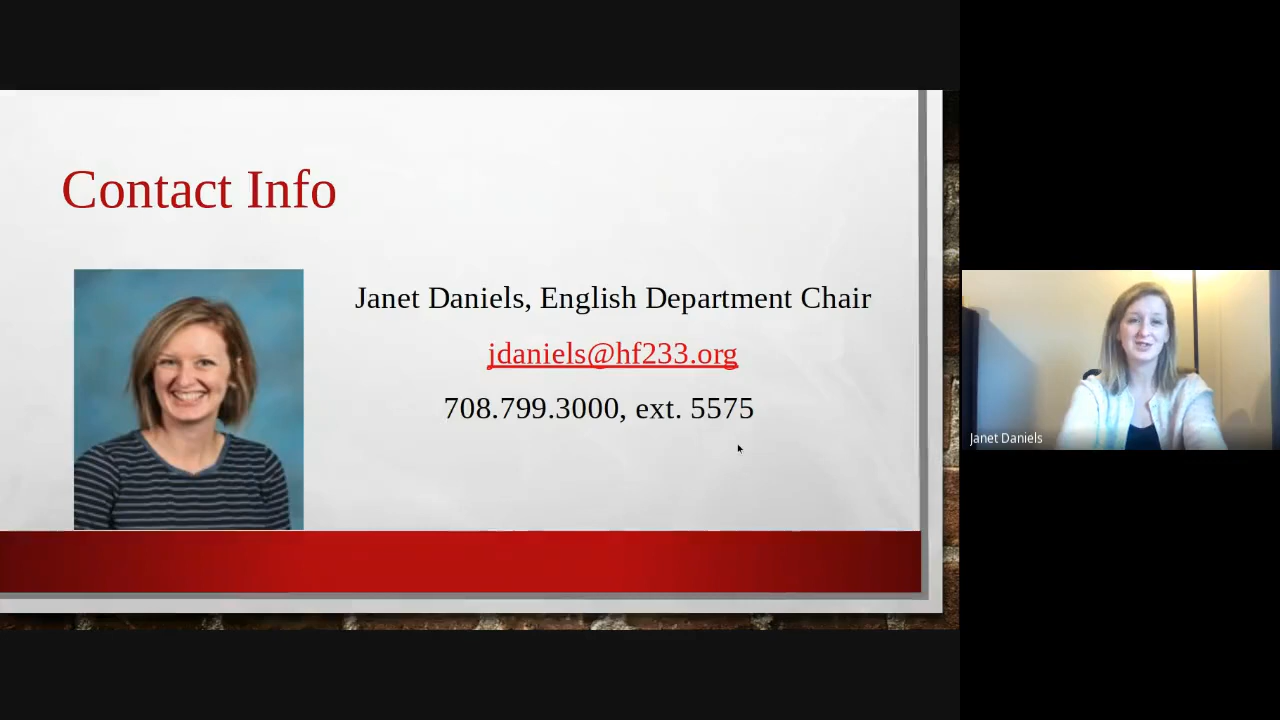 Contact Info
Janet Daniels, English Department Chair
jdaniels@hf233.org
708.799.3000, ext. 5575
Janet Daniels